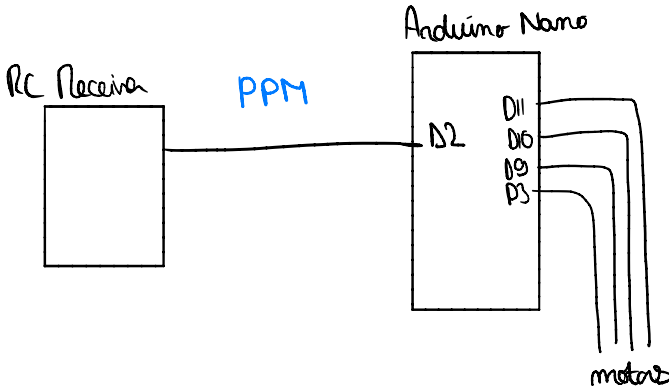 Arduino Nano
RC Receiver
PPM
D11
D2
D10
D9
D3
motors